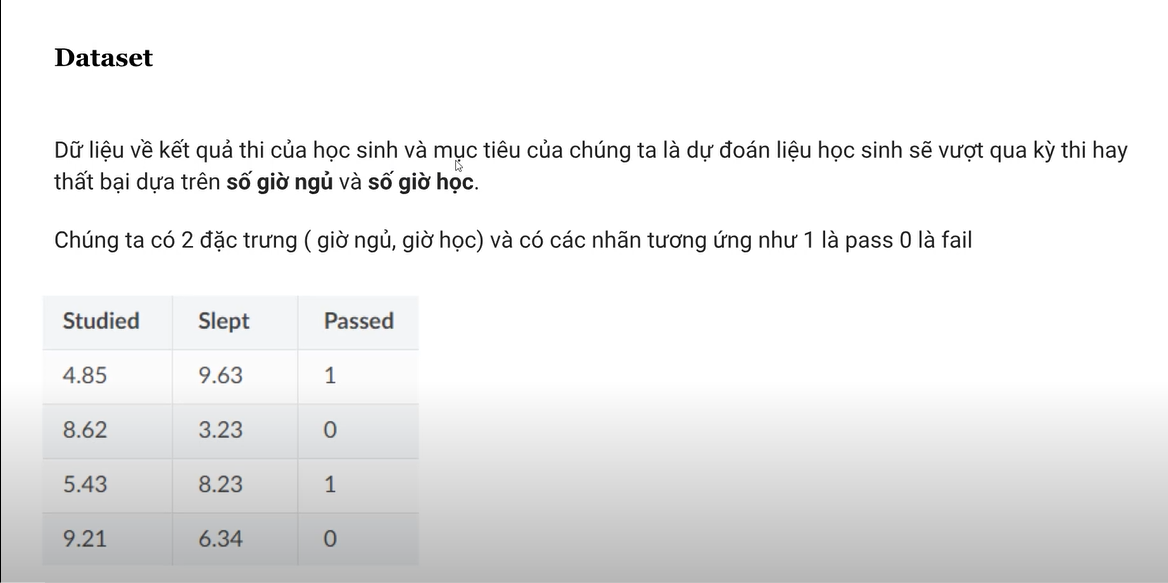 Dataset
Dữ liệu về kết quả thi của học sinh và mục tiêu của chúng ta là dự đoán liệu học sinh sẽ vượt qua kỳ thi hay
thất bại dựa trên số giờ ngủ và số giờ học.
Chúng ta có 2 đặc trưng ( giờ ngủ, giờ học) và có các nhãn tương ứng như 1 là pass 0 là fail
Studied Slept Passed
4.85 9.63 1
8.62 3.23 0
5.43 8.23 1
9.21 6.34 0